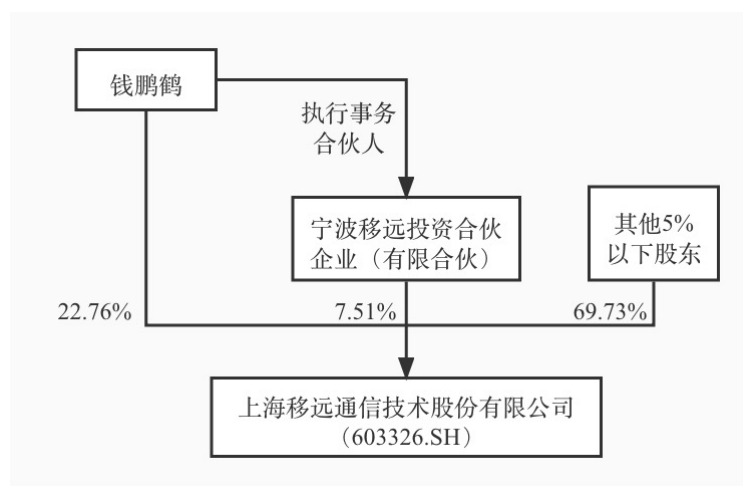 钱鹏鹤
执行事务
合伙人
宁波移远投资合伙
企业（有限合伙）
其他5%
以下股东
22.76%
7.51%
69.73%
上海移远通信技术股份有限公司
（603326.SH）